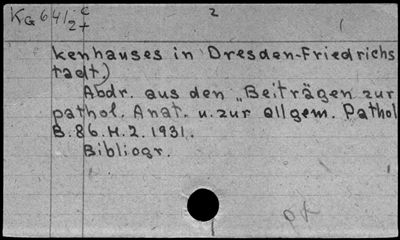 KG 641/2 c 2
kenhauses in Dresden-Friedrichs
tadt)
Abdr. aus den „Beiträgen zur
pathol. Anat. u. zur allgem. Pathol
B. 86. H. 2. 1931.
Bibliogr.